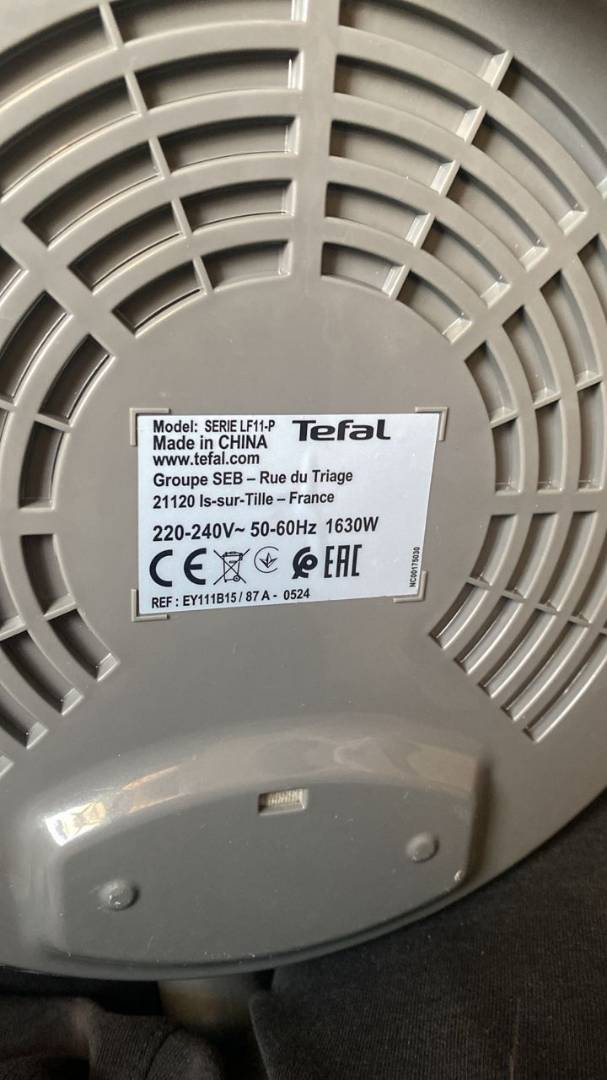 Model: SERIE LF11-P
Tefal
Made in CHINA
www.tefal.com
Groupe SEB – Rue du Triage
21120 Is-sur-Tille – France
220-240V~ 50-60Hz 1630W
CE EAC
REF : EY111B15 / 87 A - 0524
NC00175030